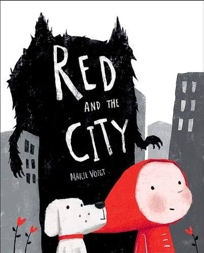 RED
AND THE
CITY
MARIE VOIGT